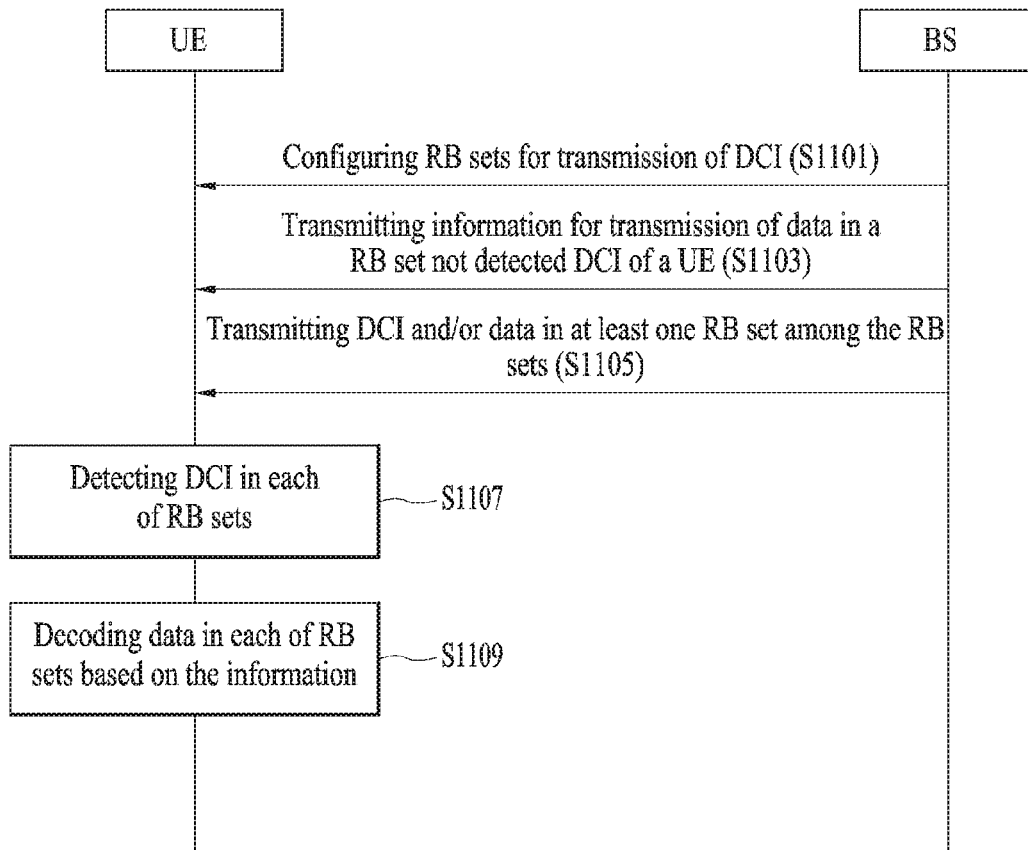 UE
BS
Configuring RB sets for transmission of DCI (S1101)
Transmitting information for transmission of data in a
RB set not detected DCI of a UE (S1103)
Transmitting DCI and/or data in at least one RB set among the RB
sets (S1105)
Detecting DCI in each
of RB sets
S1107
Decoding data in each of RB
sets based on the information
S1109